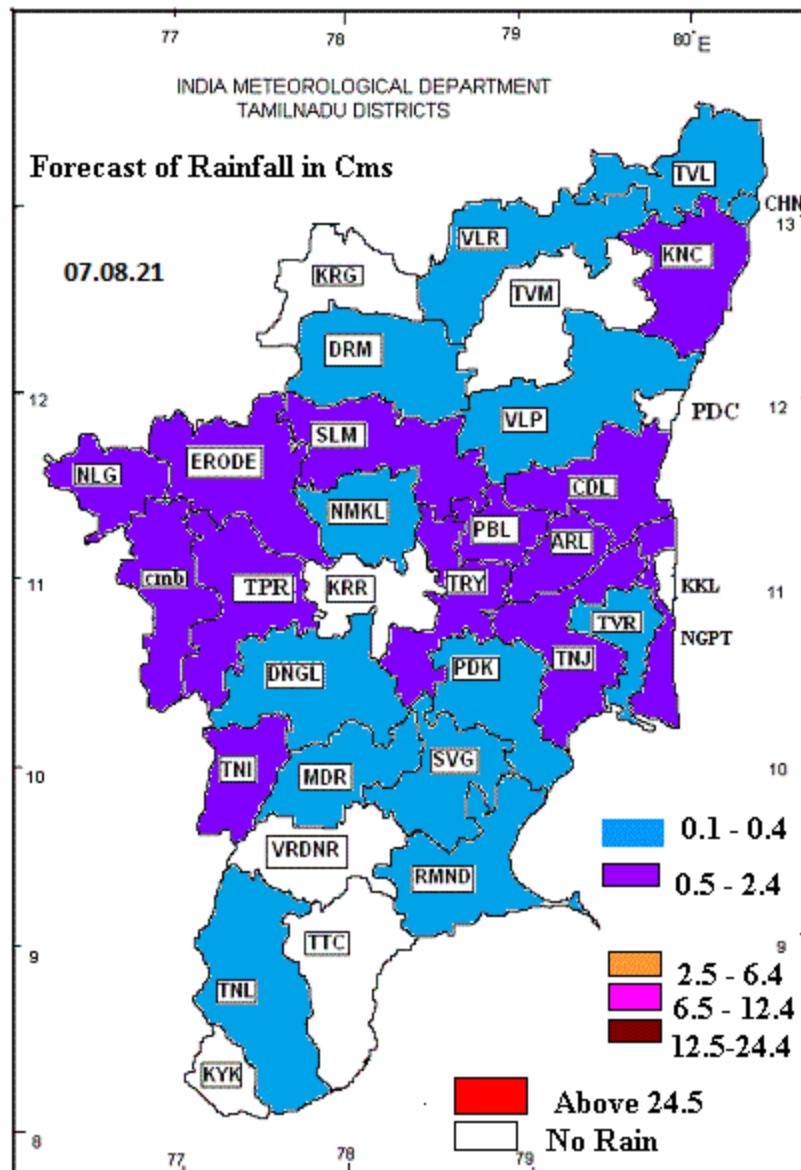 77 78 79 80°E
INDIA METEOROLOGICAL DEPARTMENT
TAMILNADU DISTRICTS
Forecast of Rainfall in Cms
TVL
CHN
13
VLR
KNC
07.08.21
KRG
TVM
DRM
12
12
PDC
VLP
SLM
ERODE
NLG
CDL
NMKL
PBL
ARL
11
cmb
TPR
KRR
TRY
KKL
11
TVR
NGPT
DNGL
PDK
TNJ
10
TNI
MDR
SVG
10
0.1 - 0.4
VRDNR
RMND
0.5 - 2.4
9
TTC
9
2.5 - 6.4
TNL
6.5 - 12.4
12.5-24.4
KYK
Above 24.5
8
No Rain
77 78 79